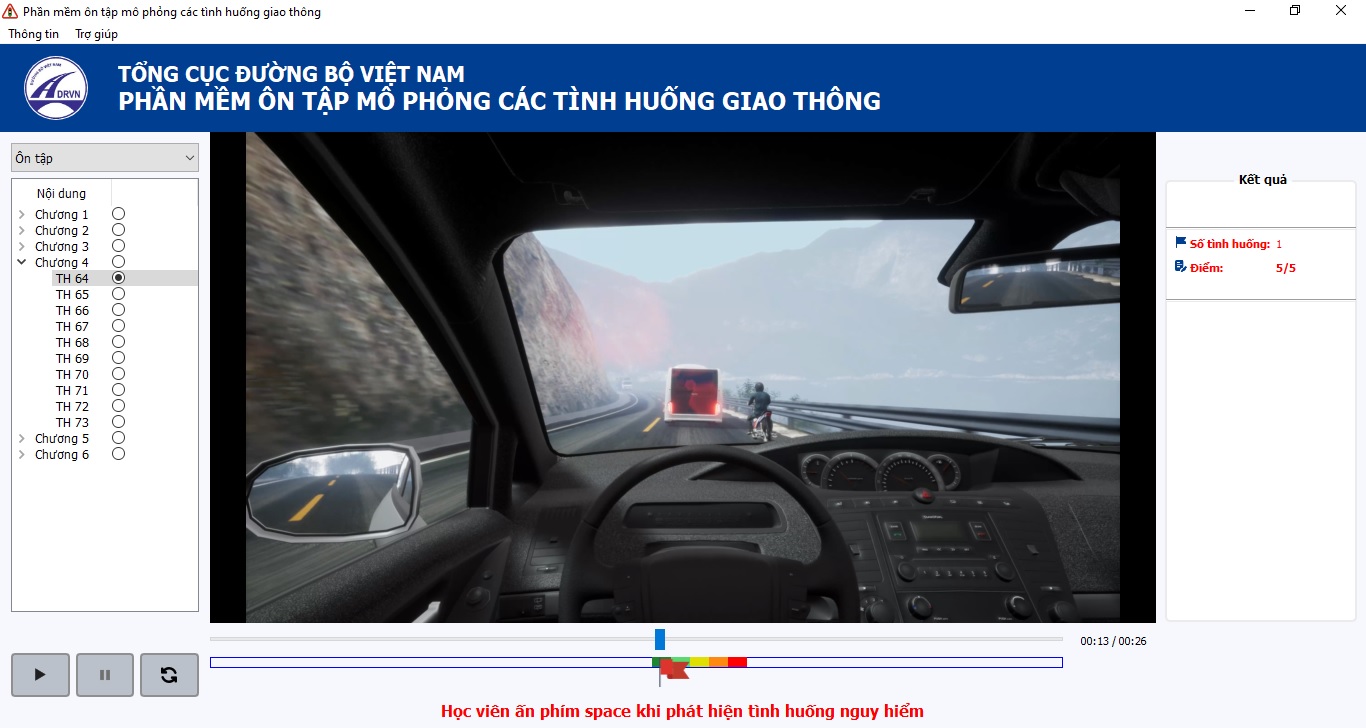 Phần mềm ôn tập mô phỏng các tình huống giao thông
Thông tin Trợ giúp
ĐƯỜNG BỘ VIỆT NAM
DRVN
TỔNG CỤC ĐƯỜNG BỘ VIỆT NAM
PHẦN MỀM ÔN TẬP MÔ PHỎNG CÁC TÌNH HUỐNG GIAO THÔNG
Ôn tập
Nội dung
Chương 1
Chương 2
Chương 3
Chương 4
TH 64
TH 65
TH 66
TH 67
TH 68
TH 69
TH 70
TH 71
TH 72
TH 73
Chương 5
Chương 6
Kết quả
Số tình huống: 1
Điểm: 5/5
00:13 / 00:26
Học viên ấn phím space khi phát hiện tình huống nguy hiểm